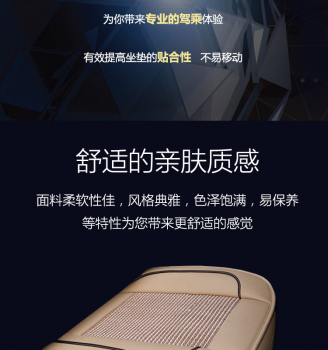 为你带来专业的驾乘体验
有效提高坐垫的贴合性 不易移动
舒适的亲肤质感
面料柔软性佳，风格典雅，色泽饱满，易保养
等特性为您带来更舒适的感觉